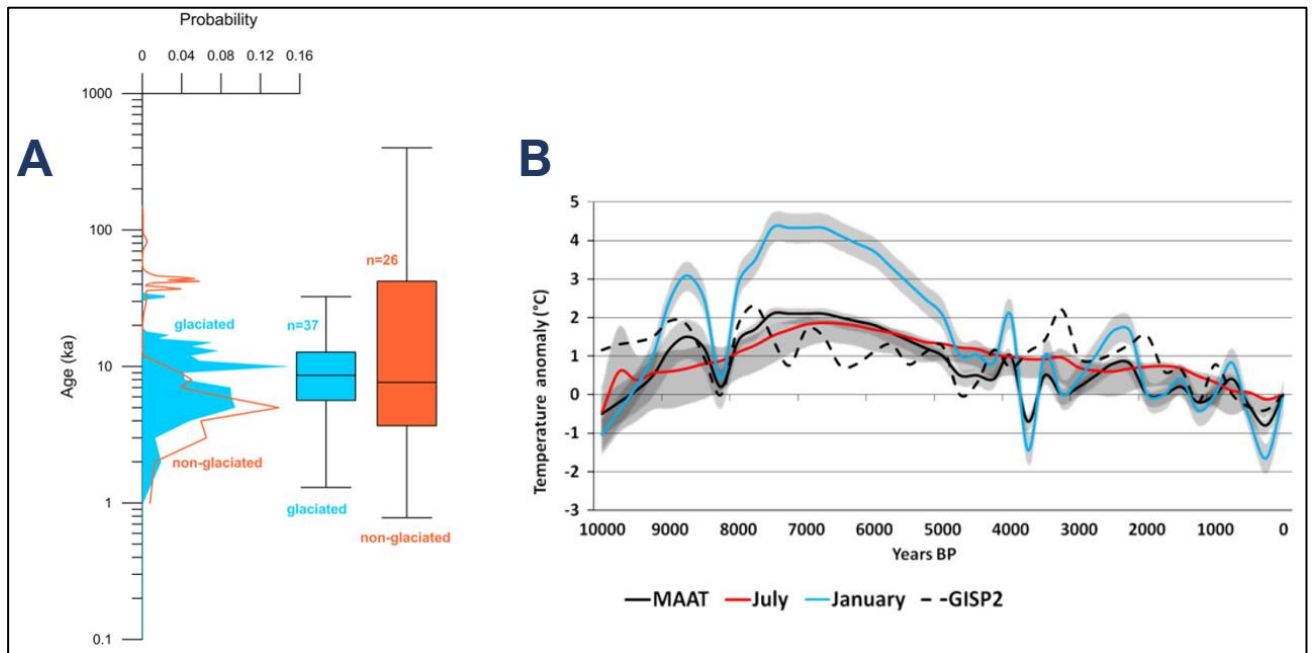 A
Probability
0 0.04 0.08 0.12 0.16
1000
100
10
1
0.1
Age (ka)
glaciated
non-glaciated
n=37
n=26
glaciated
non-glaciated
B
5
4
3
2
1
0
-1
-2
-3
Temperature anomaly (°C)
10000 9000 8000 7000 6000 5000 4000 3000 2000 1000 0
Years BP
MAAT July January GISP2